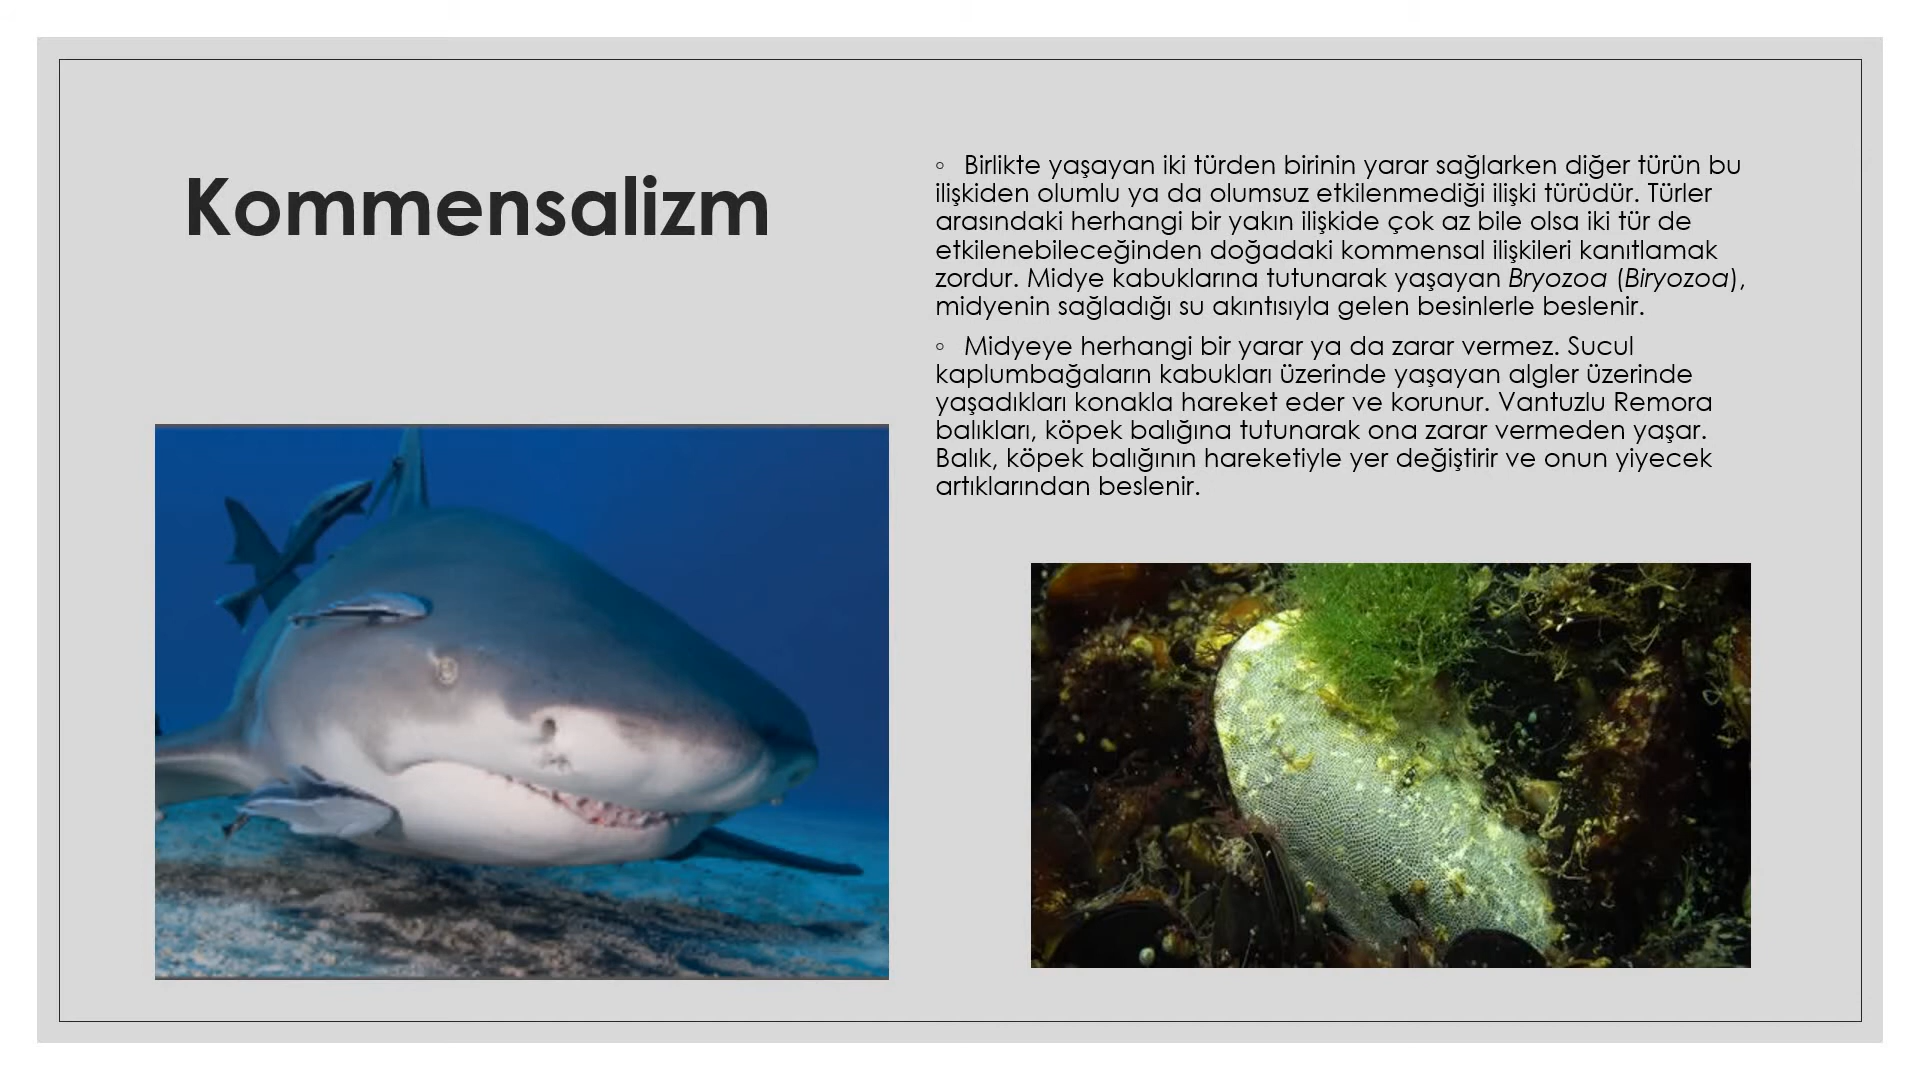 Kommensalizm
◦ Birlikte yaşayan iki türden birinin yarar sağlarken diğer türün bu
ilişkiden olumlu ya da olumsuz etkilenmediği ilişki türüdür. Türler
arasındaki herhangi bir yakın ilişkide çok az bile olsa iki tür de
etkilenebileceğinden doğadaki kommensal ilişkileri kanıtlamak
zordur. Midye kabuklarına tutunarak yaşayan Bryozoa (Biryozoa),
midyenin sağladığı su akıntısıyla gelen besinlerle beslenir.
◦ Midyeye herhangi bir yarar ya da zarar vermez. Sucul
kaplumbağaların kabukları üzerinde yaşayan algler üzerinde
yaşadıkları konakla hareket eder ve korunur. Vantuzlu Remora
balıkları, köpek balığına tutunarak ona zarar vermeden yaşar.
Balık, köpek balığının hareketiyle yer değiştirir ve onun yiyecek
artıklarından beslenir.